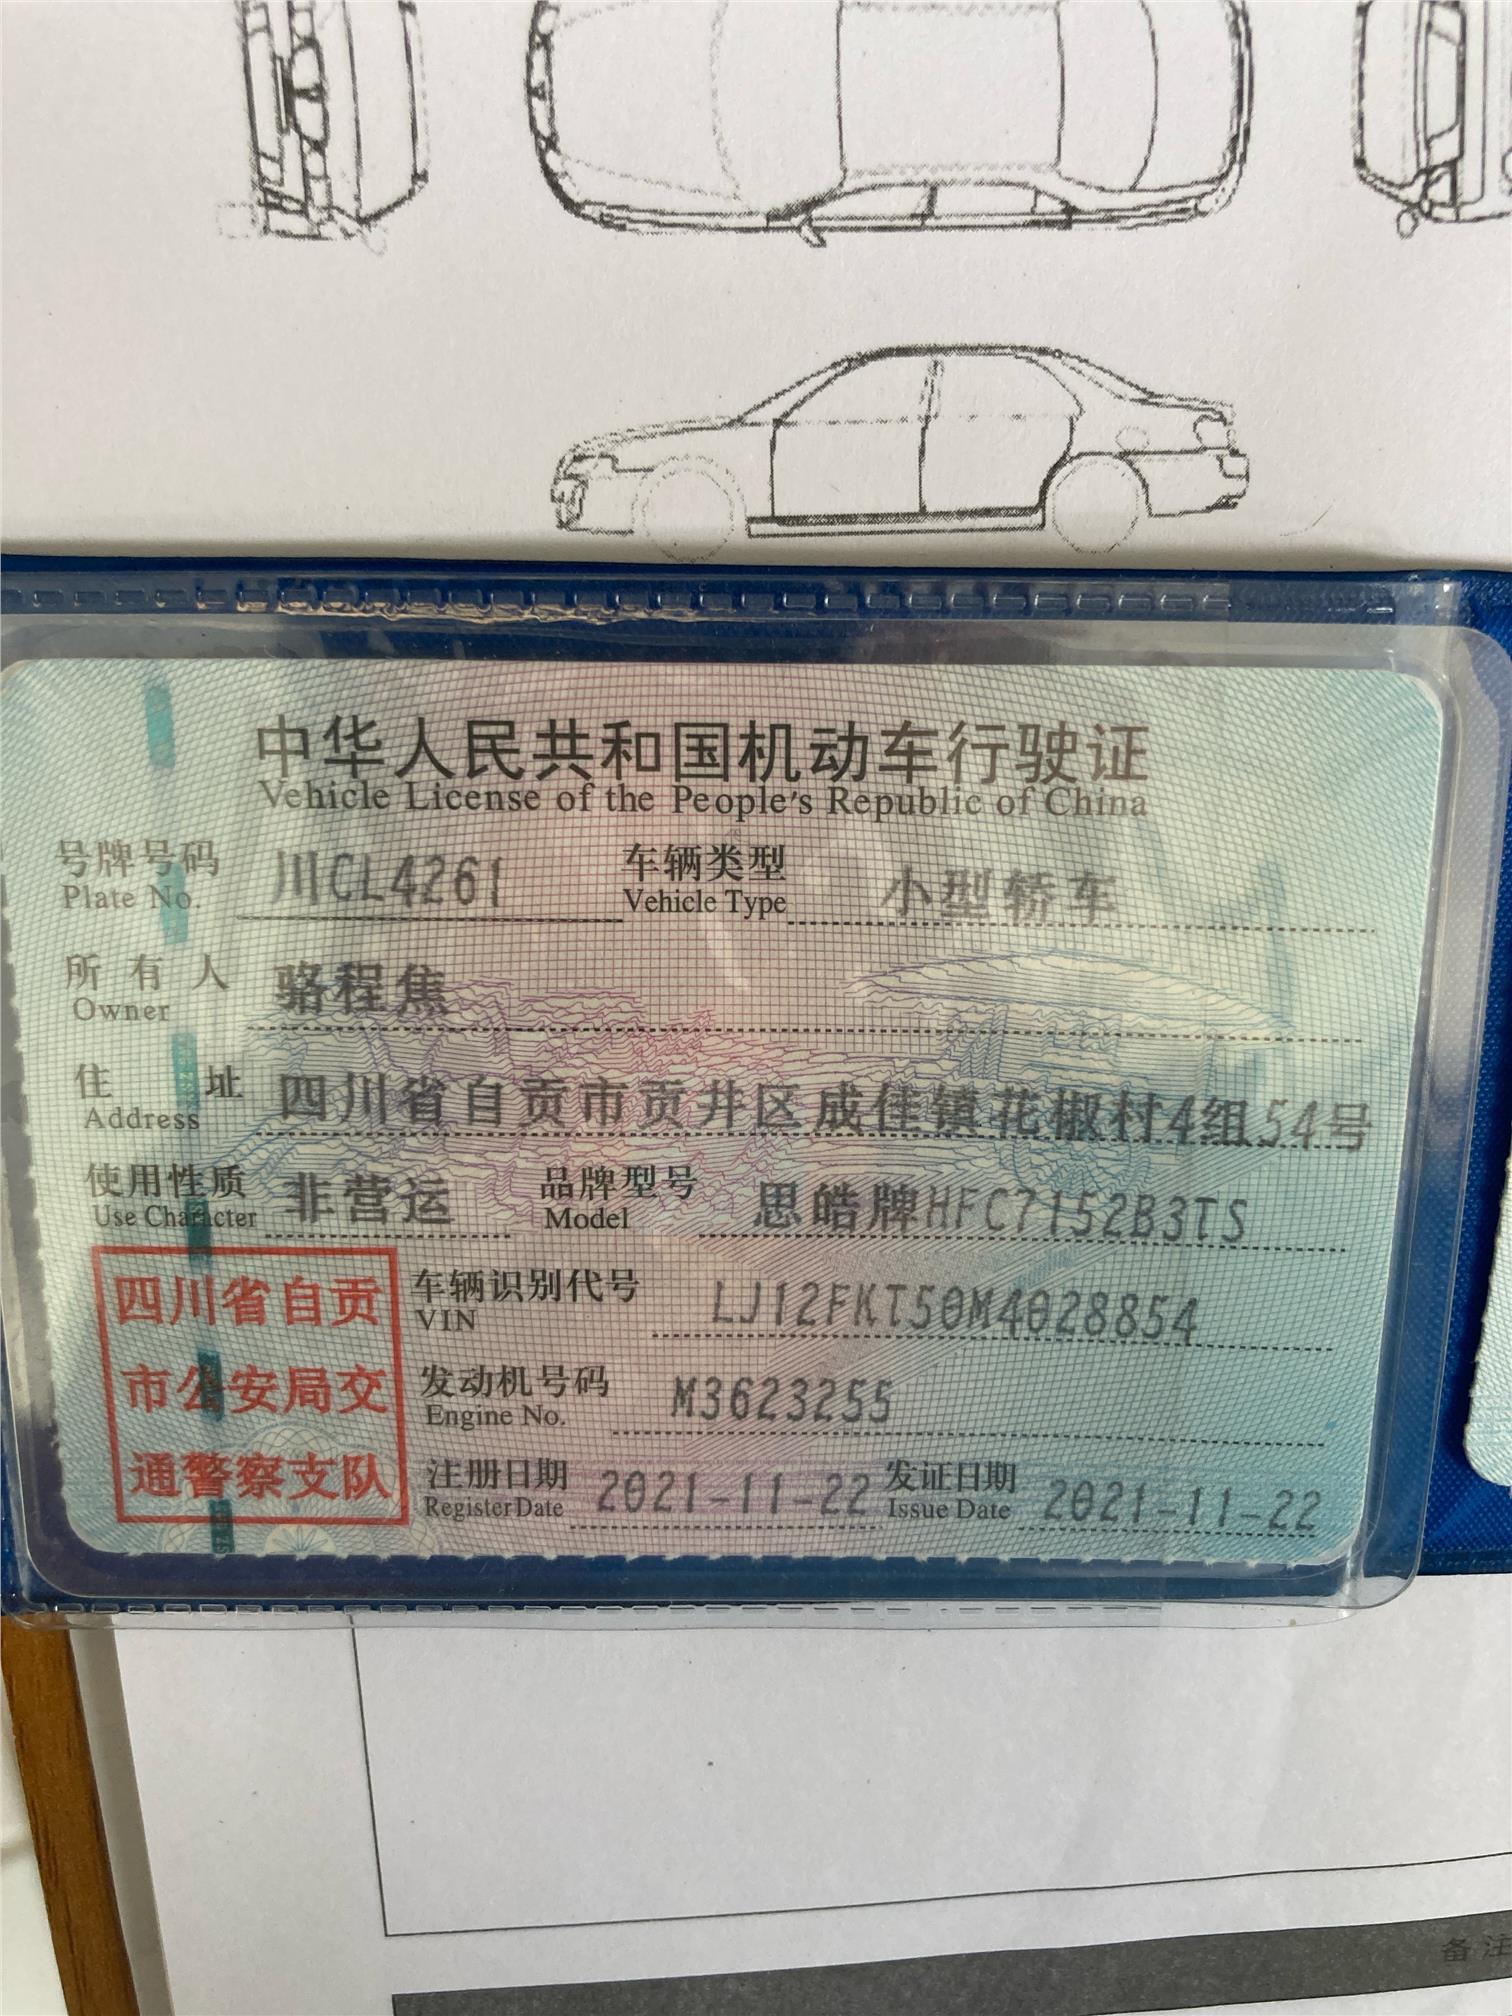 中华人民共和国机动车行驶证
Vehicle License of the People's Republic of China
号牌号码 川CL4261 车辆类型 小型轿车
Plate No. Vehicle Type
所有人 骆程焦
Owner
住址 四川省自贡市贡井区成佳镇花椒村4组54号
Address
使用性质 非营运 品牌型号 思皓牌HFC7152B3TS
Use Character Model
四川省自贡
市公安局交
通警察支队
车辆识别代号 LJ12FKT50M4028854
VIN
发动机号码 M3623255
Engine No.
注册日期 2021-11-22 发证日期 2021-11-22
Register Date Issue Date
备注